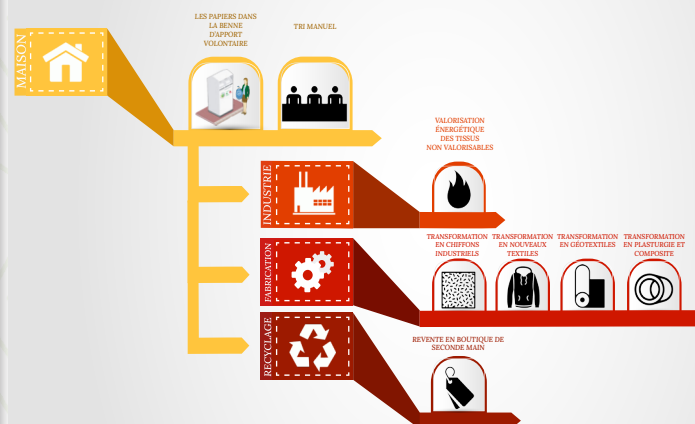 MAISON
LES PAPIERS DANS
LA BENNE
D'APPORT
VOLONTAIRE
TRI MANUEL
INDUSTRIE
VALORISATION
ÉNERGÉTIQUE
DES TISSUS
NON VALORISABLES
FABRICATION
TRANSFORMATION
EN CHIFFONS
INDUSTRIELS
TRANSFORMATION
EN NOUVEAUX
TEXTILES
TRANSFORMATION
EN GÉOTEXTILES
TRANSFORMATION
EN PLASTURGIE ET
COMPOSITE
RECYCLAGE
REVENTE EN BOUTIQUE DE
SECONDE MAIN